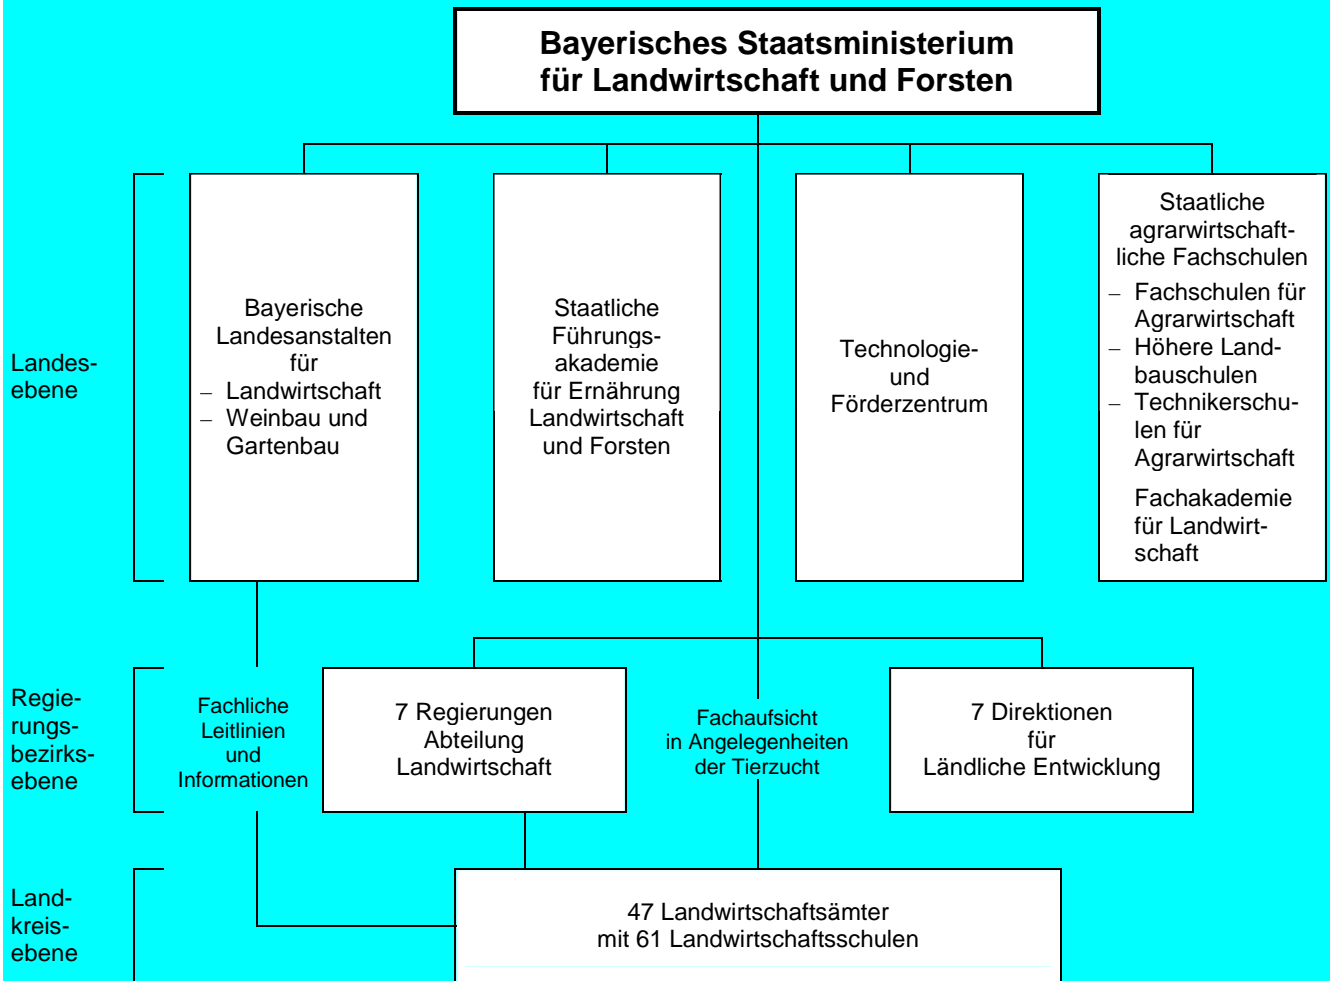 Bayerisches Staatsministerium
für Landwirtschaft und Forsten
Landes-
ebene
Bayerische
Landesanstalten
für
– Landwirtschaft
– Weinbau und
Gartenbau
Staatliche
Führungs-
akademie
für Ernährung
Landwirtschaft
und Forsten
Technologie-
und
Förderzentrum
Staatliche
agrarwirtschaft-
liche Fachschulen
– Fachschulen für
Agrarwirtschaft
– Höhere Land-
bauschulen
– Technikerschu-
len für
Agrarwirtschaft
Fachakademie
für Landwirt-
schaft
Regie-
rungs-
bezirks-
ebene
Fachliche
Leitlinien
und
Informationen
7 Regierungen
Abteilung
Landwirtschaft
Fachaufsicht
in Angelegenheiten
der Tierzucht
7 Direktionen
für
Ländliche Entwicklung
Land-
kreis-
ebene
47 Landwirtschaftsämter
mit 61 Landwirtschaftsschulen